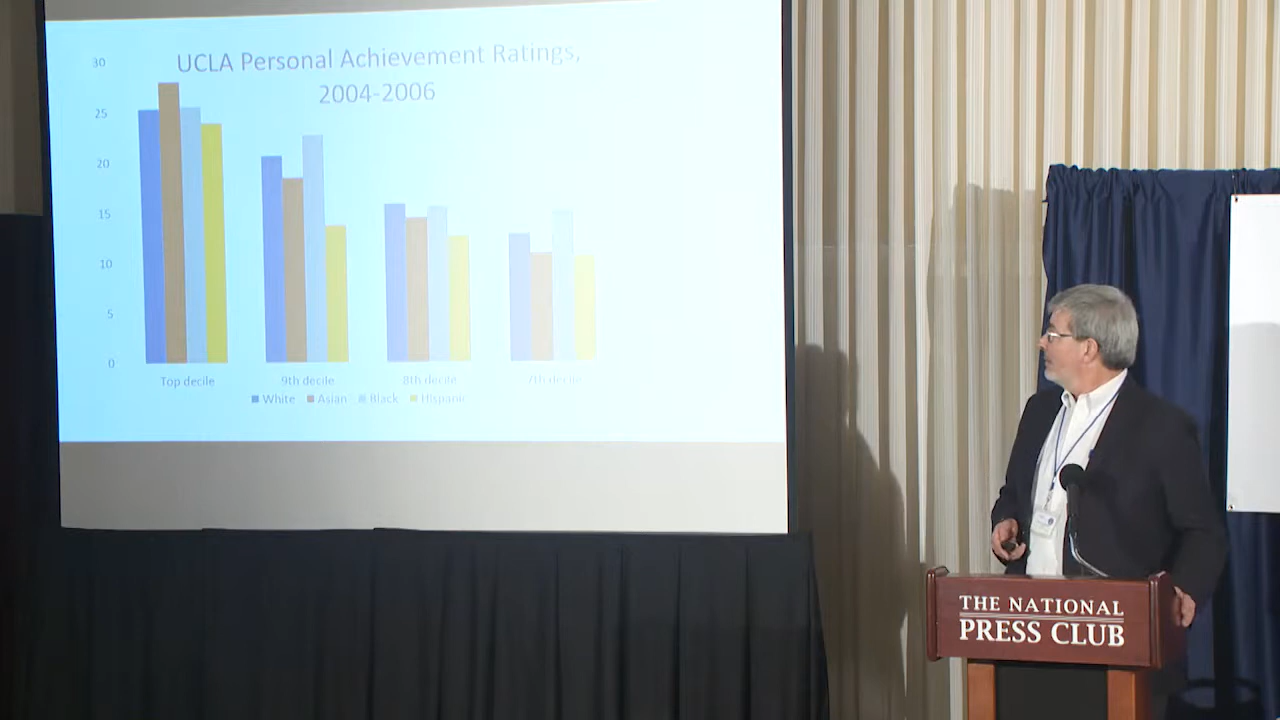 UCLA Personal Achievement Ratings,
2004-2006
30
25
20
15
10
5
0
Top decile 9th decile 8th decile 7th decile
White Asian Black Hispanic
THE NATIONAL
PRESS CLUB